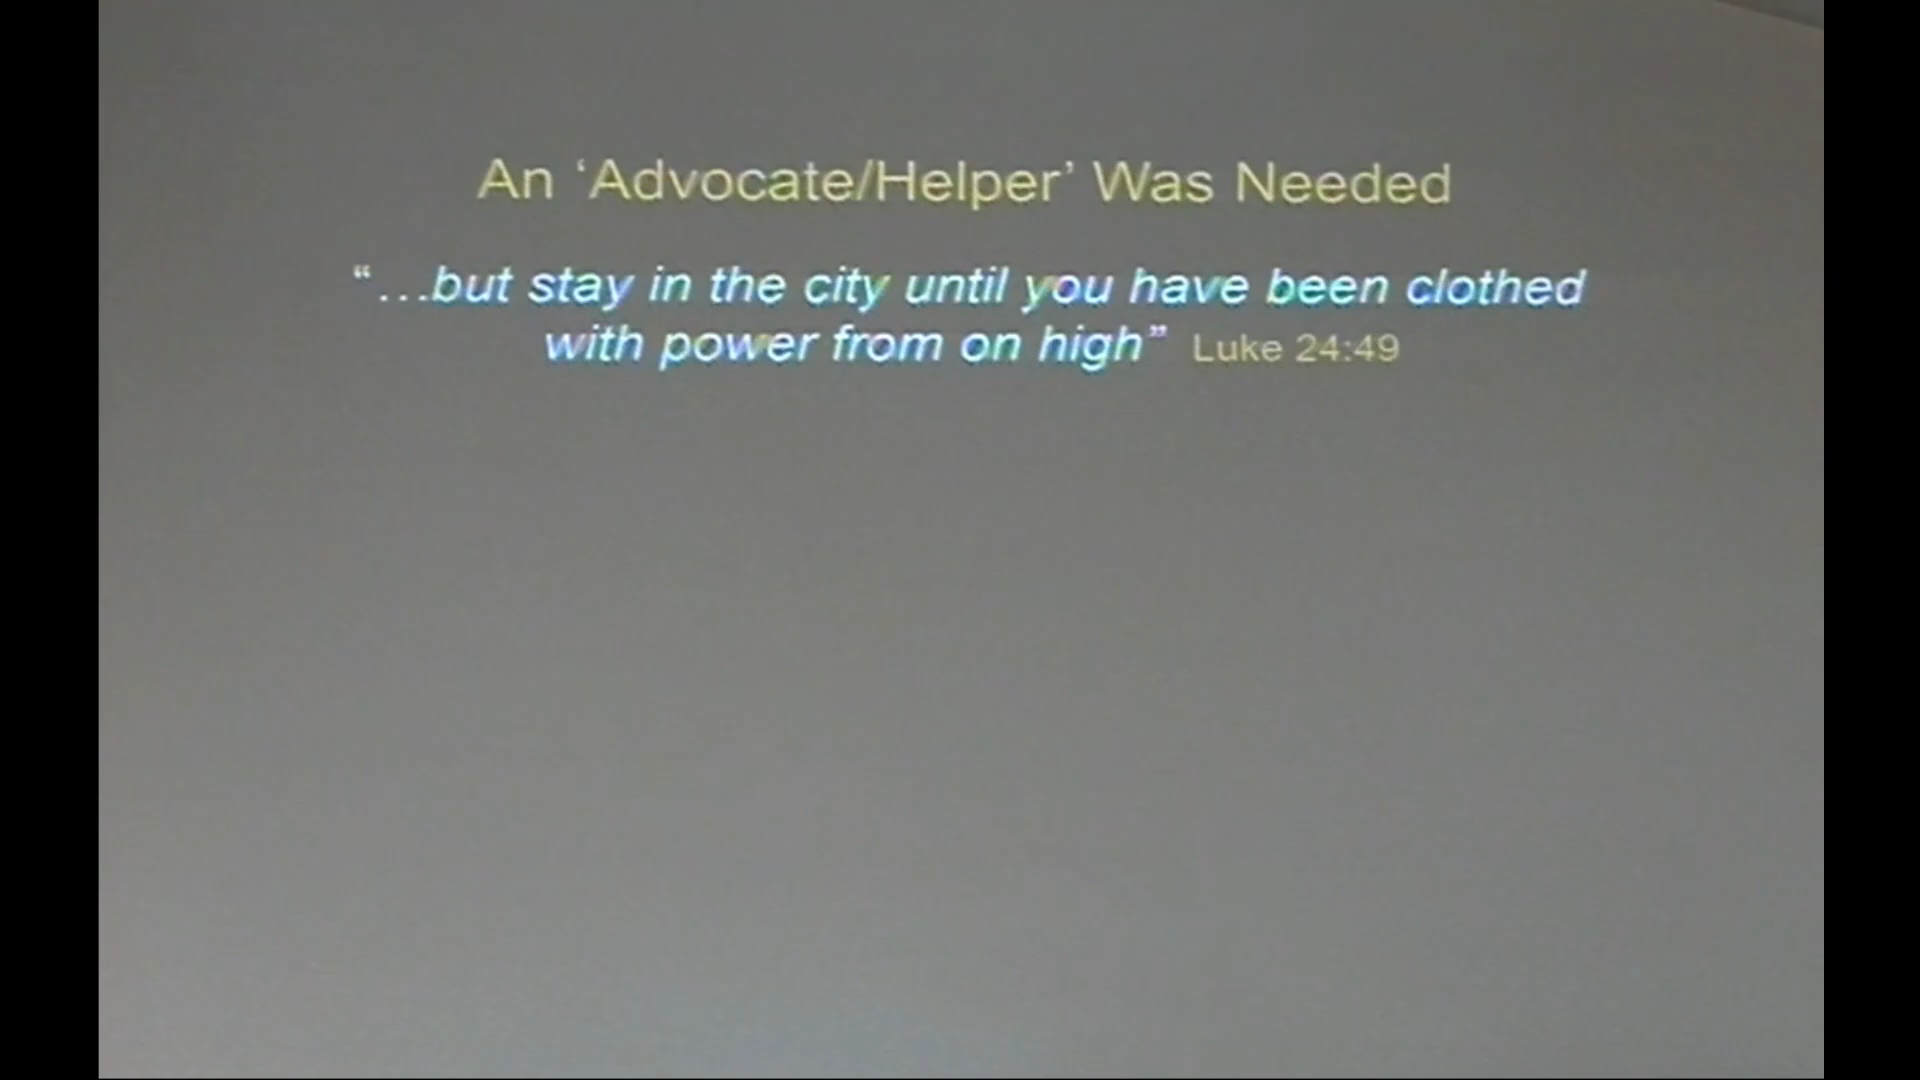 An ‘Advocate/Helper’ Was Needed
“…but stay in the city until you have been clothed
with power from on high” Luke 24:49